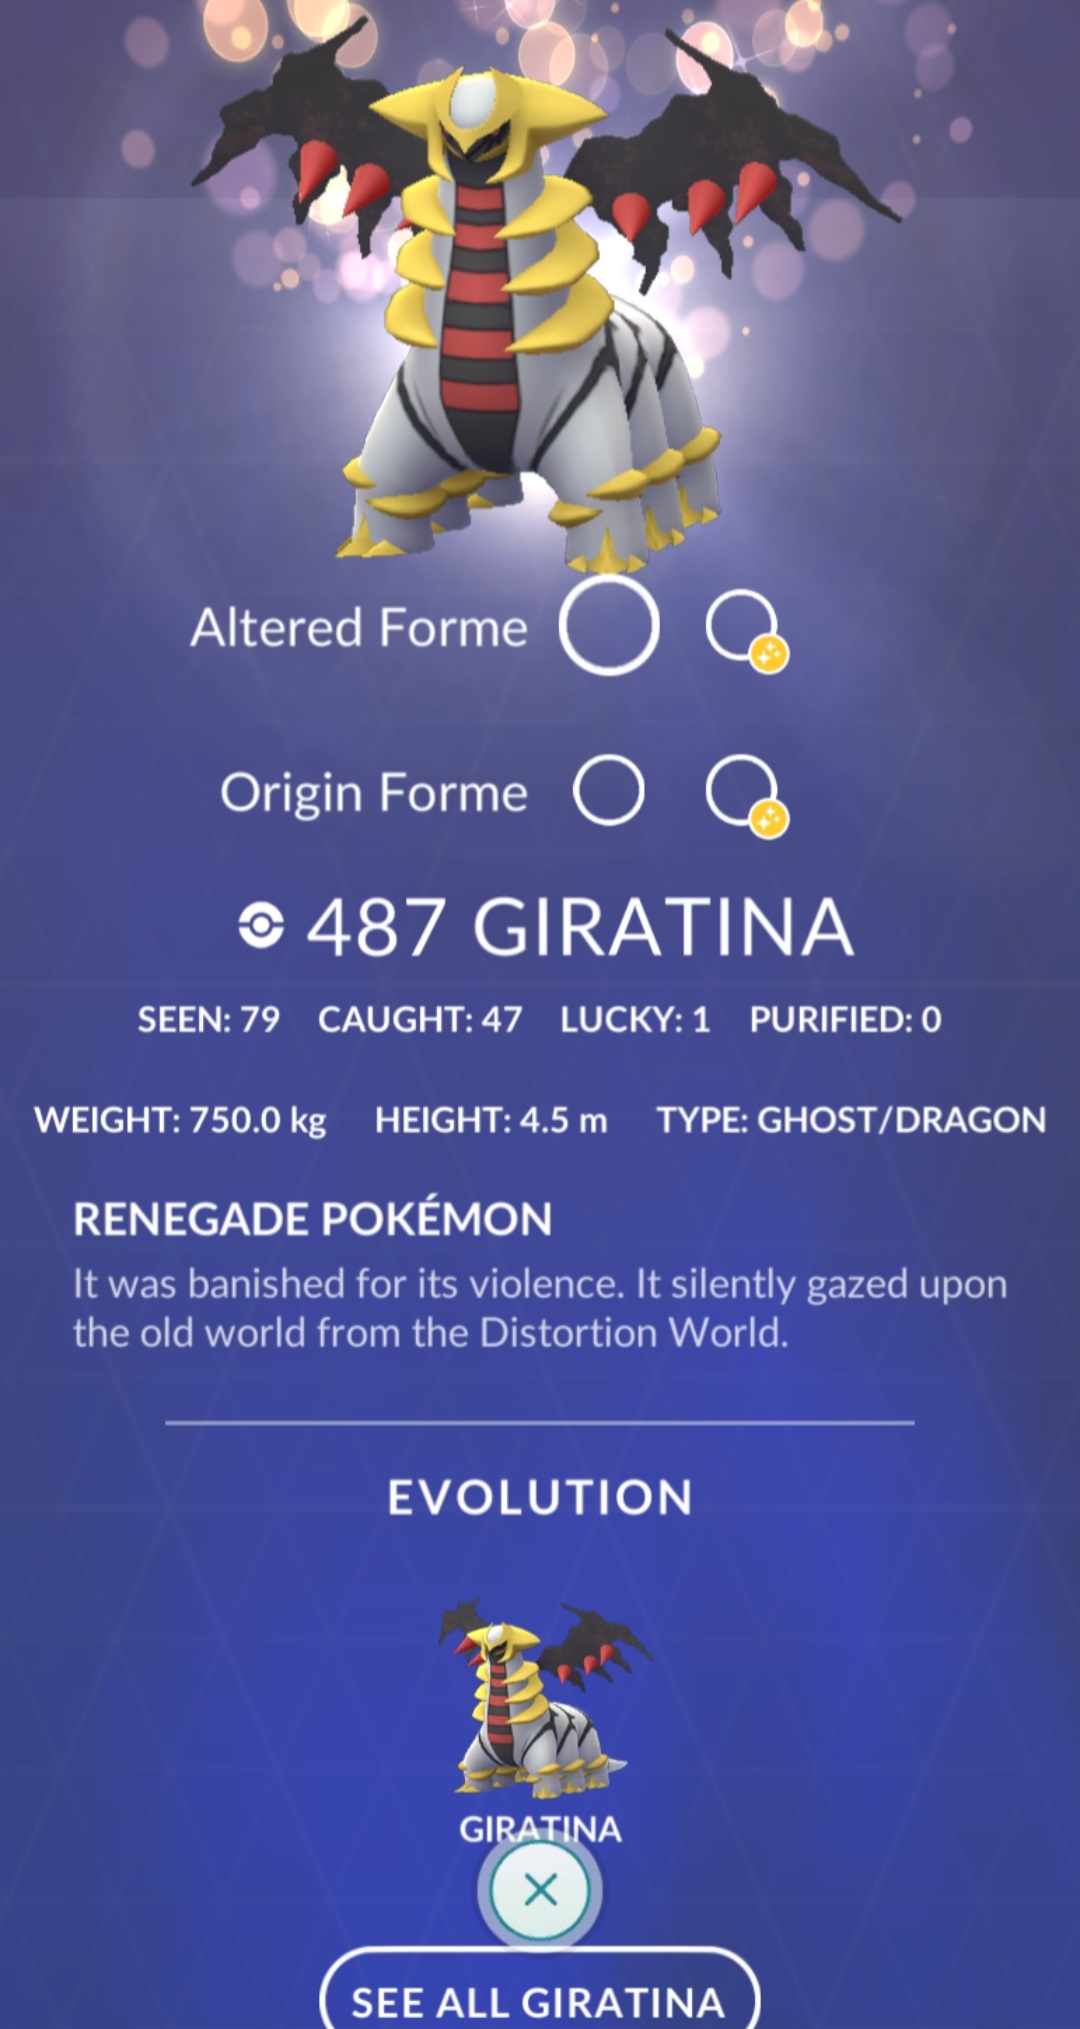 Altered Forme
Origin Forme
487 GIRATINA
SEEN: 79 CAUGHT: 47 LUCKY: 1 PURIFIED: 0
WEIGHT: 750.0 kg HEIGHT: 4.5 m TYPE: GHOST/DRAGON
RENEGADE POKÉMON
It was banished for its violence. It silently gazed upon
the old world from the Distortion World.
EVOLUTION
GIRATINA
SEE ALL GIRATINA